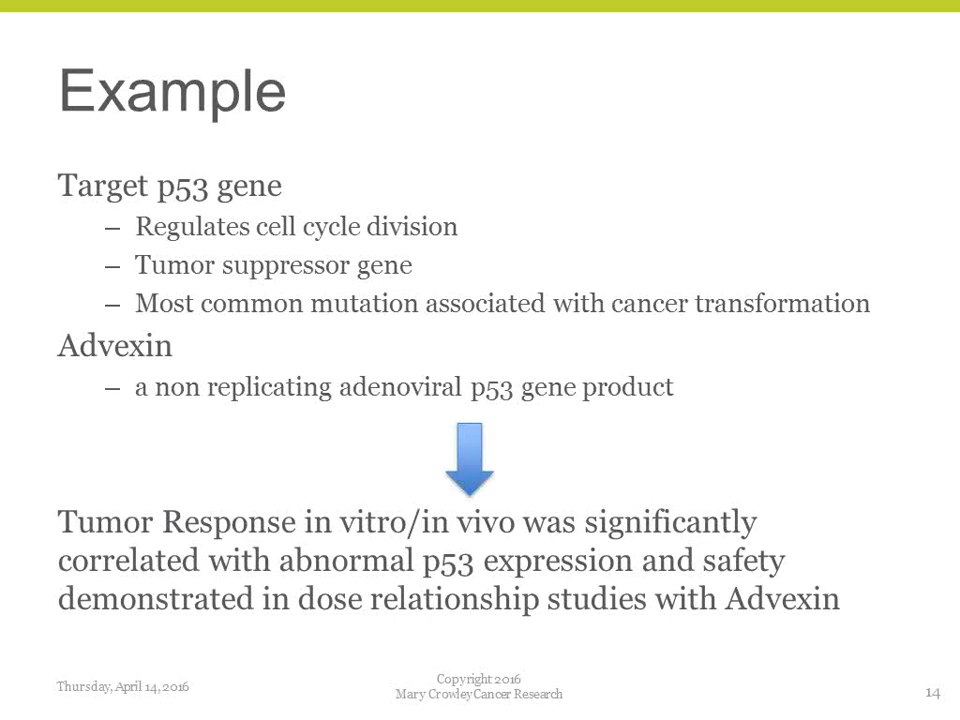 Example
Target p53 gene
– Regulates cell cycle division
– Tumor suppressor gene
– Most common mutation associated with cancer transformation
Advexin
– a non replicating adenoviral p53 gene product
Tumor Response in vitro/in vivo was significantly
correlated with abnormal p53 expression and safety
demonstrated in dose relationship studies with Advexin
Thursday, April 14, 2016
Copyright 2016
Mary CrowleyCancer Research
14